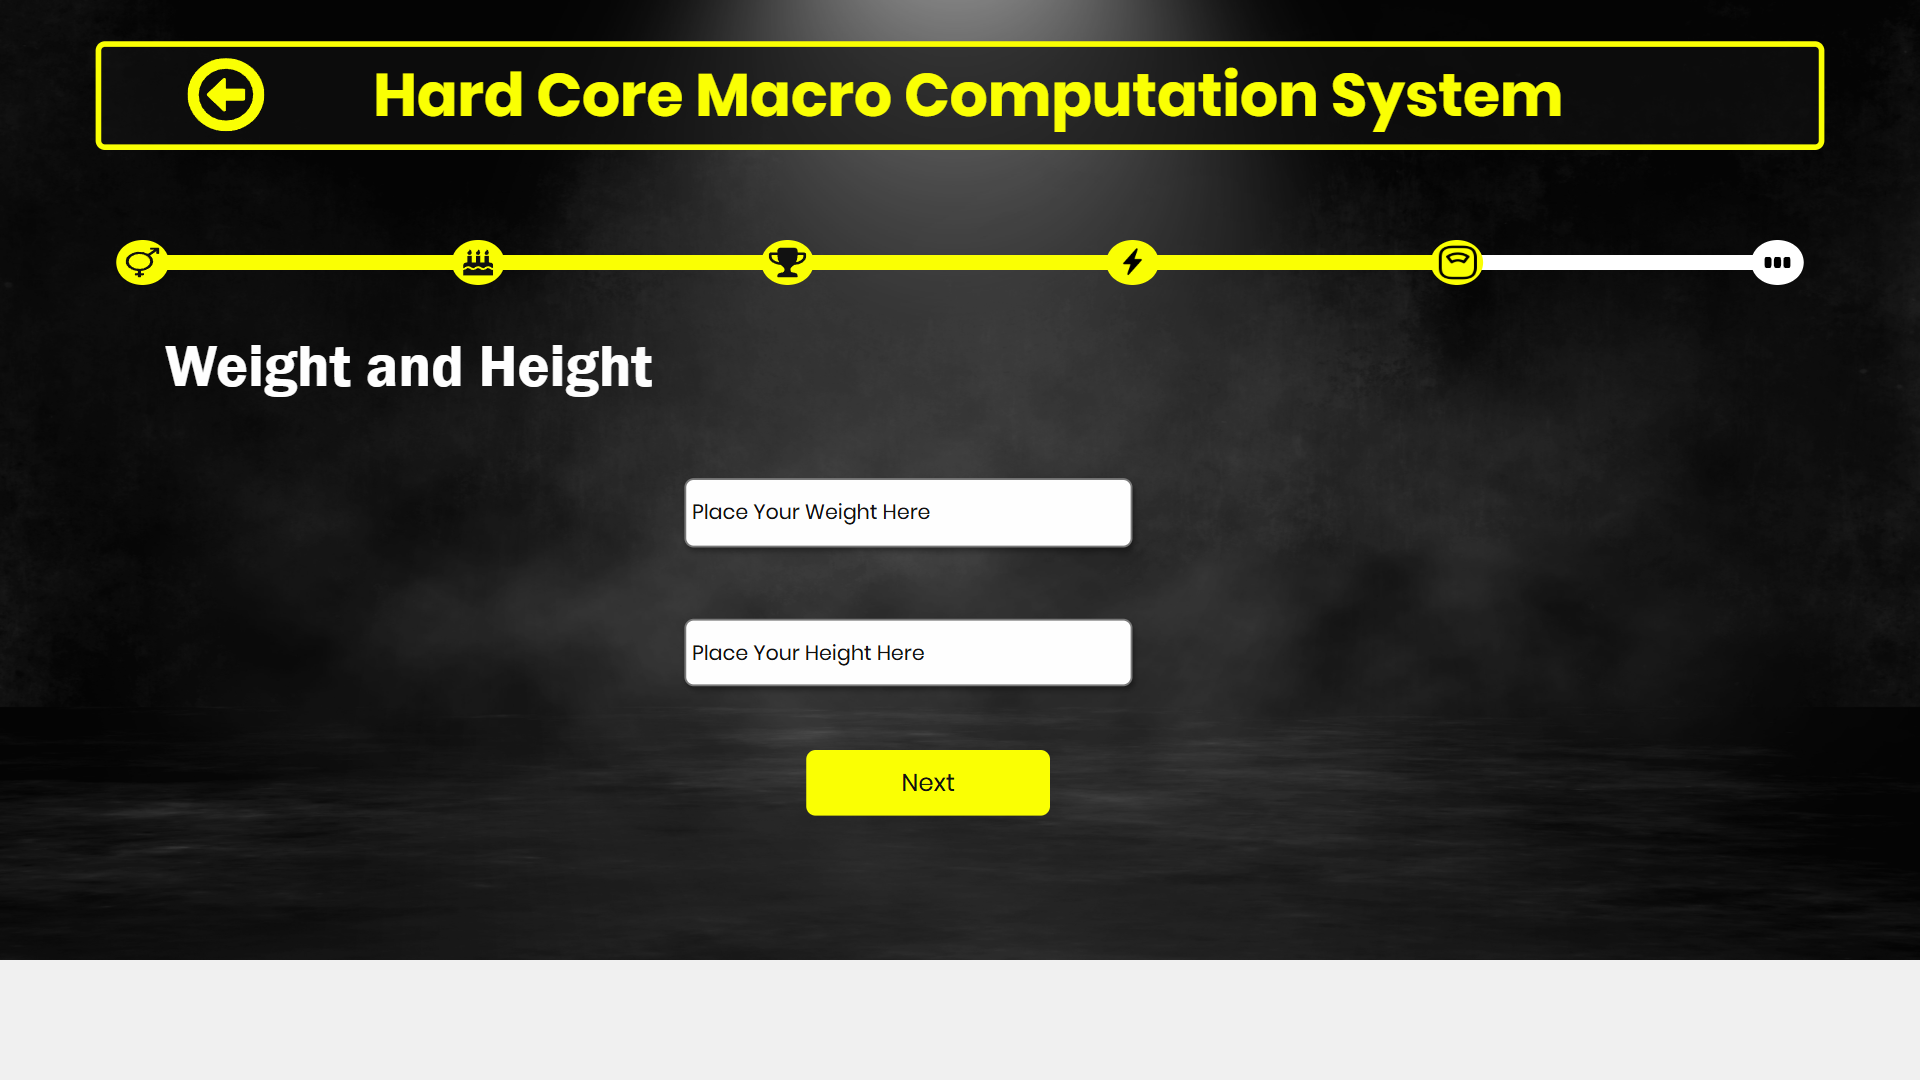 Hard Core Macro Computation System
Weight and Height
Place Your Weight Here
Place Your Height Here
Next